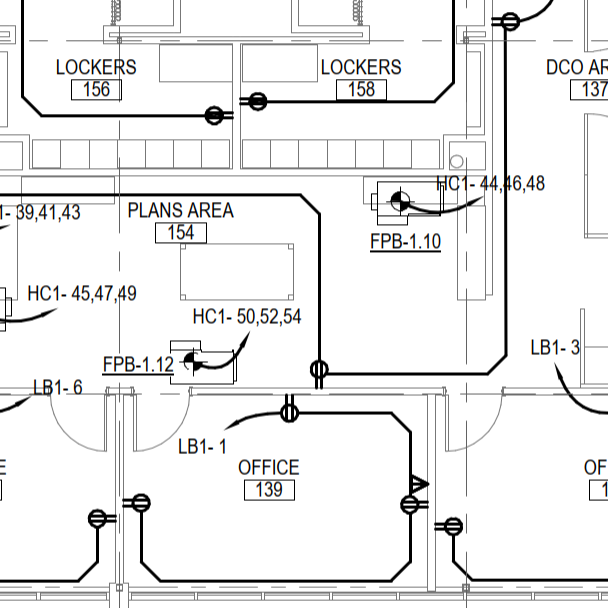 LOCKERS
156
LOCKERS
158
DCO AR
137
HC1- 44,46,48
1- 39,41,43
PLANS AREA
154
FPB-1.10
HC1- 45,47,49
HC1- 50,52,54
FPB-1.12
LB1- 3
LB1- 6
LB1- 1
E
OFFICE
139
OF
1